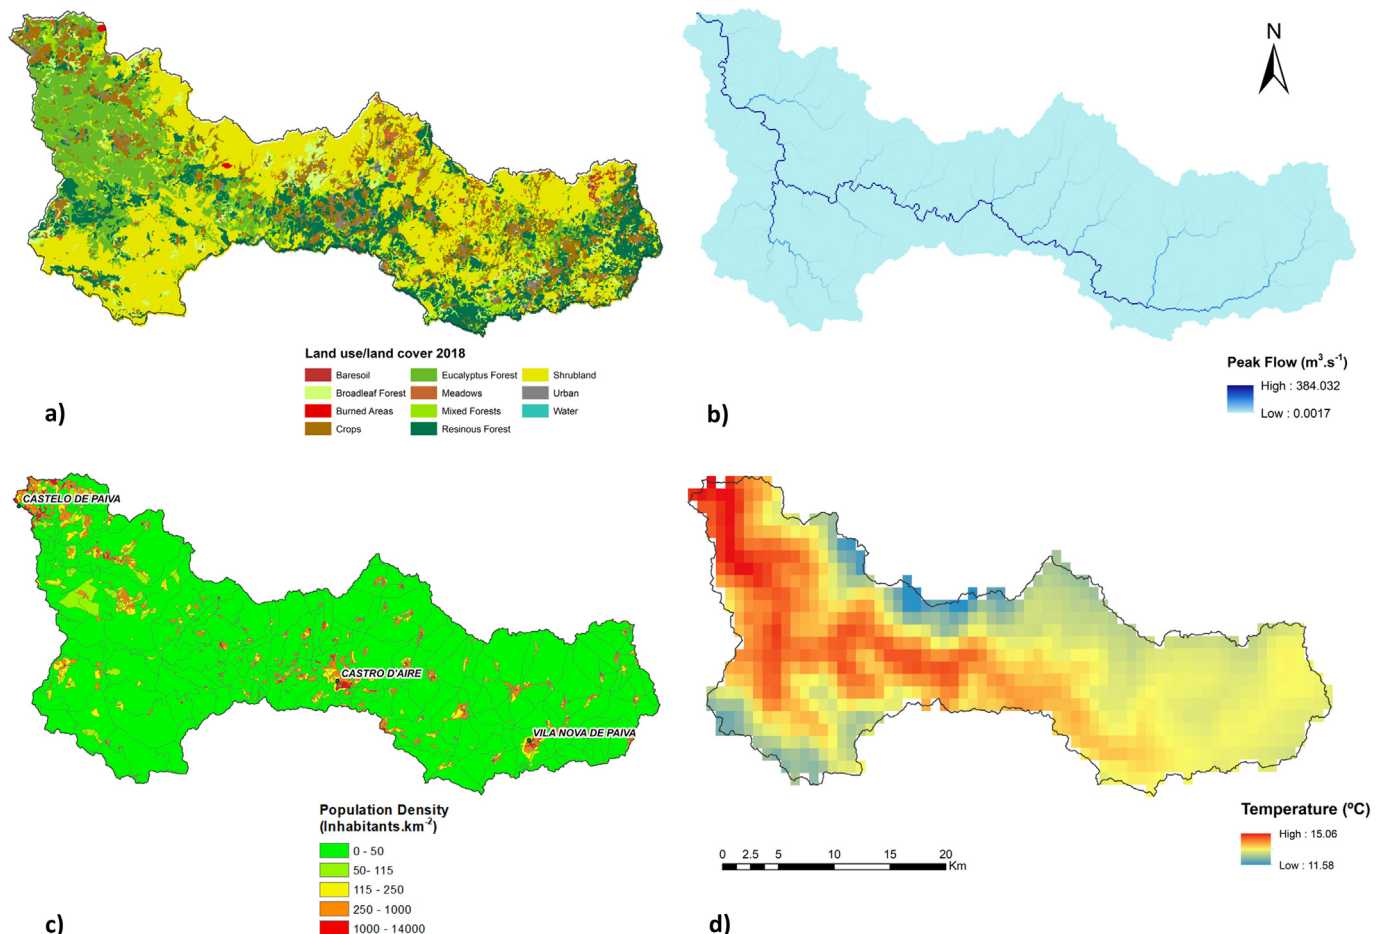 N
Land use/land cover 2018
Baresoil
Eucalyptus Forest
Shrubland
Broadleaf Forest
Meadows
Urban
Burned Areas
Mixed Forests
Water
Crops
Resinous Forest
a)
Peak Flow (m³.s⁻¹)
High : 384.032
Low : 0.0017
b)
CASTELO DE PAIVA
CASTRO D'AIRE
VILA NOVA DE PAIVA
Population Density
(Inhabitants.km⁻²)
0 - 50
50- 115
115 - 250
250 - 1000
1000 - 14000
c)
Temperature (ºC)
High : 15.06
Low : 11.58
0 2.5 5 10 15 20
Km
d)